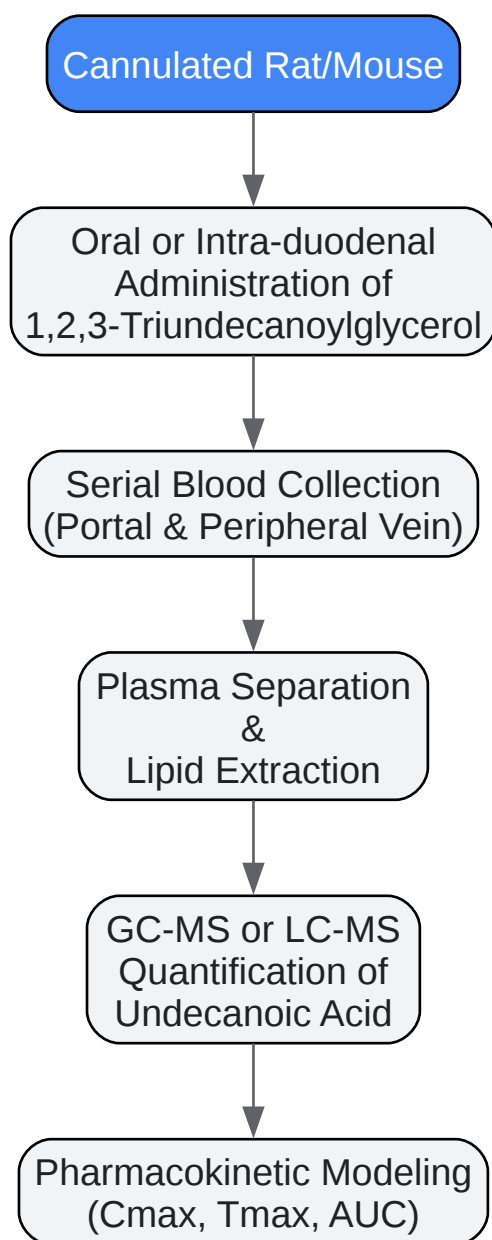 Cannulated Rat/Mouse
Oral or Intra-duodenal
Administration of
1,2,3-Triundecanoylglycerol
Serial Blood Collection
(Portal & Peripheral Vein)
Plasma Separation
&
Lipid Extraction
GC-MS or LC-MS
Quantification of
Undecanoic Acid
Pharmacokinetic Modeling
(Cmax, Tmax, AUC)